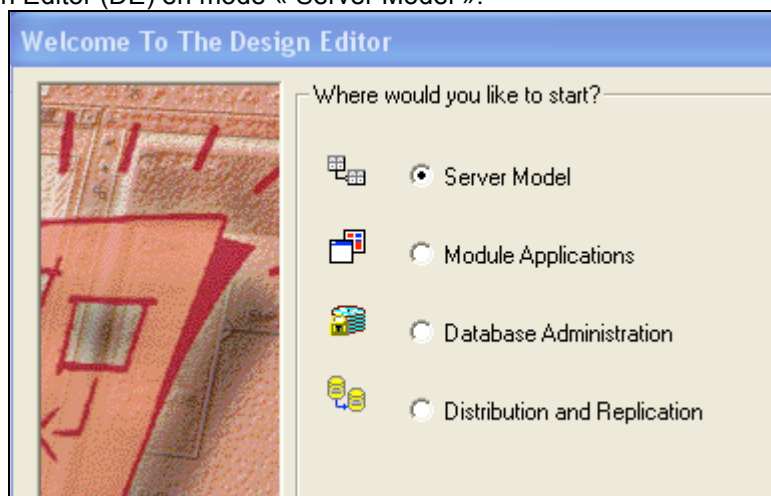 n Editor (DE) en mode « Server Model ».
Welcome To The Design Editor
Where would you like to start?
Server Model
Module Applications
Database Administration
Distribution and Replication